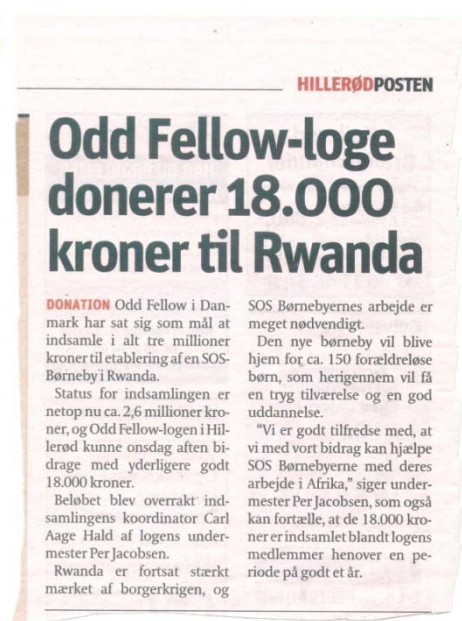 HILLERØDPOSTEN
Odd Fellow-loge
donerer 18.000
kroner til Rwanda
DONATION Odd Fellow i Dan-
mark har sat sig som mål at
indsamle i alt tre millioner
kroner til etablering af en SOS-
Børneby i Rwanda.
Status for indsamlingen er
netop nu ca. 2,6 millioner kro-
ner, og Odd Fellow-logen i Hil-
lerød kunne onsdag aften bi-
drage med yderligere godt
18.000 kroner.
Beløbet blev overrakt ind-
samlingens koordinator Carl
Aage Hald af logens under-
mester Per Jacobsen.
Rwanda er fortsat stærkt
mærket af borgerkrigen, og
SOS Børnebyernes arbejde er
meget nødvendigt.
Den nye børneby vil blive
hjem for ca. 150 forældreløse
børn, som herigennem vil få
en tryg tilværelse og en god
uddannelse.
"Vi er godt tilfredse med, at
vi med vort bidrag kan hjælpe
SOS Børnebyerne med deres
arbejde i Afrika," siger under-
mester Per Jacobsen, som også
kan fortælle, at de 18.000 kro-
ner er indsamlet blandt logens
medlemmer henover en pe-
riode på godt et år.